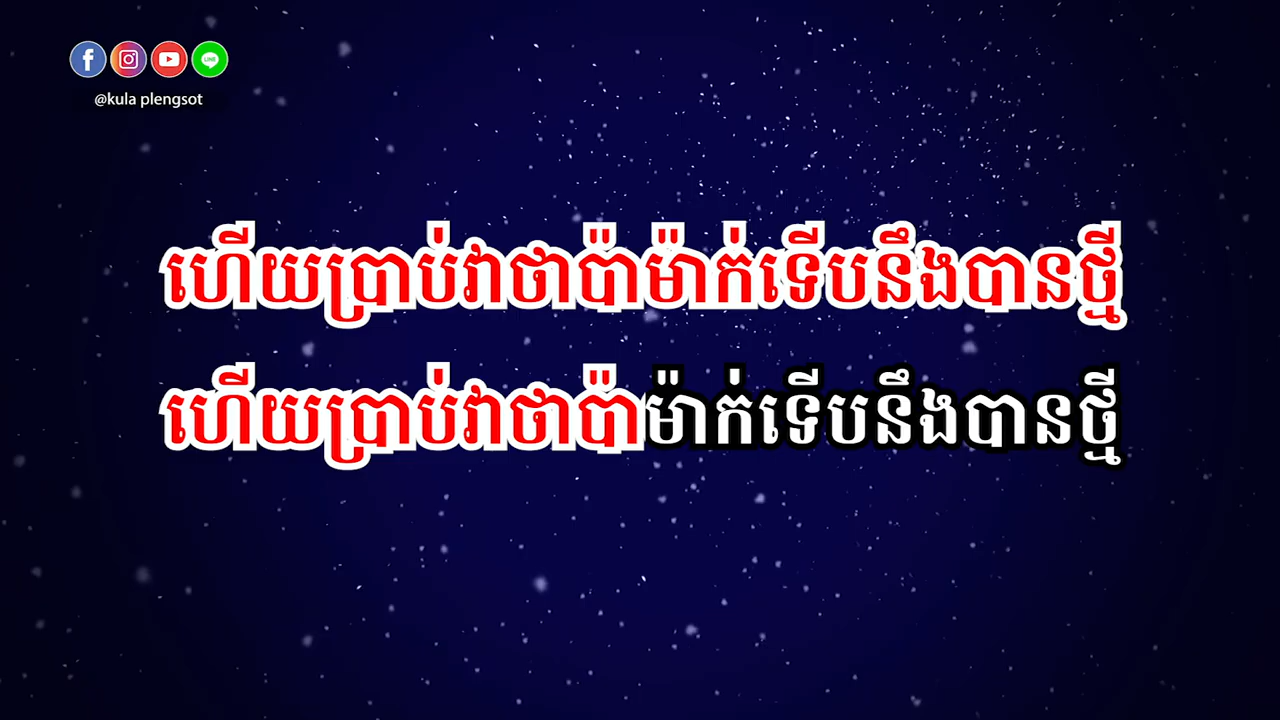 LINE
@kula plengsot
ហើយប្រាប់វាថាប៉ាម៉ាក់ទើបនឹងបានថ្មី
ហើយប្រាប់វាថាប៉ាម៉ាក់ទើបនឹងបានថ្មី